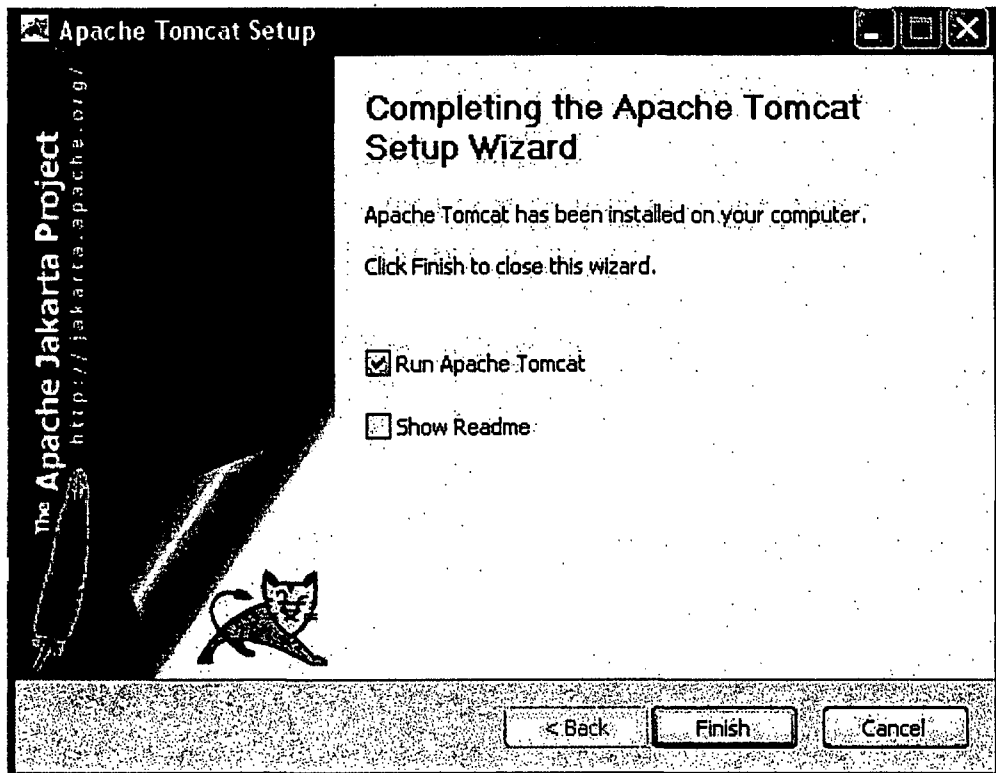 Apache Tomcat Setup
The Apache Jakarta Project
http://jakarta.apache.org/
Completing the Apache Tomcat
Setup Wizard
Apache Tomcat has been installed on your computer.
Click Finish to close this wizard.
Run Apache Tomcat
Show Readme
< Back
Finish
Cancel